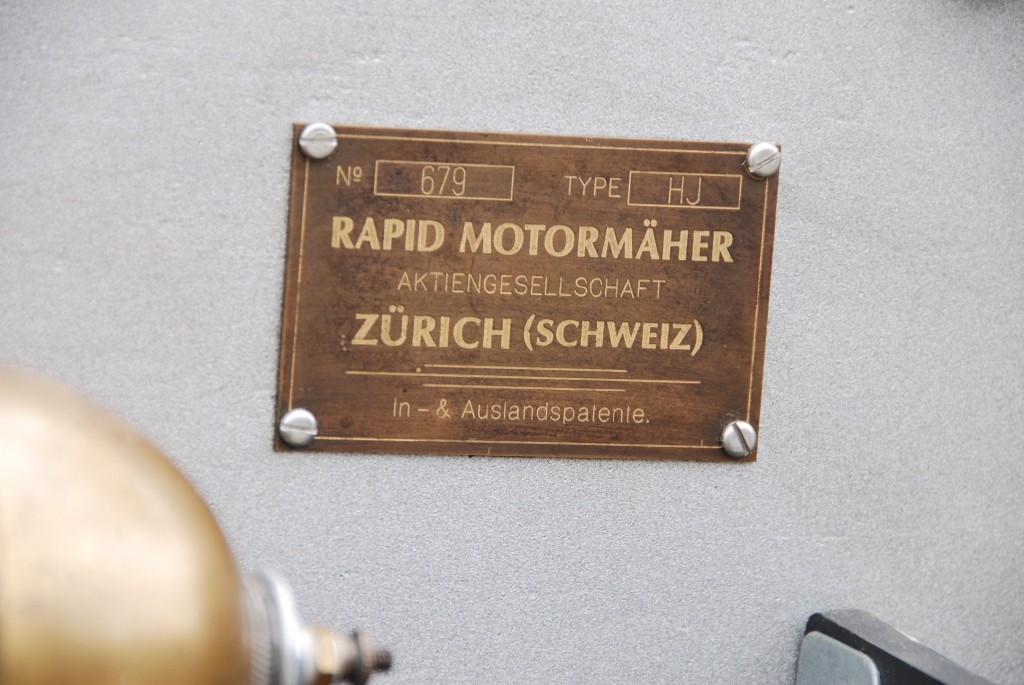 Nº 679 TYPE HJ
RAPID MOTORMÄHER
AKTIENGESELLSCHAFT
ZÜRICH (SCHWEIZ)
In - & Auslandspatente.